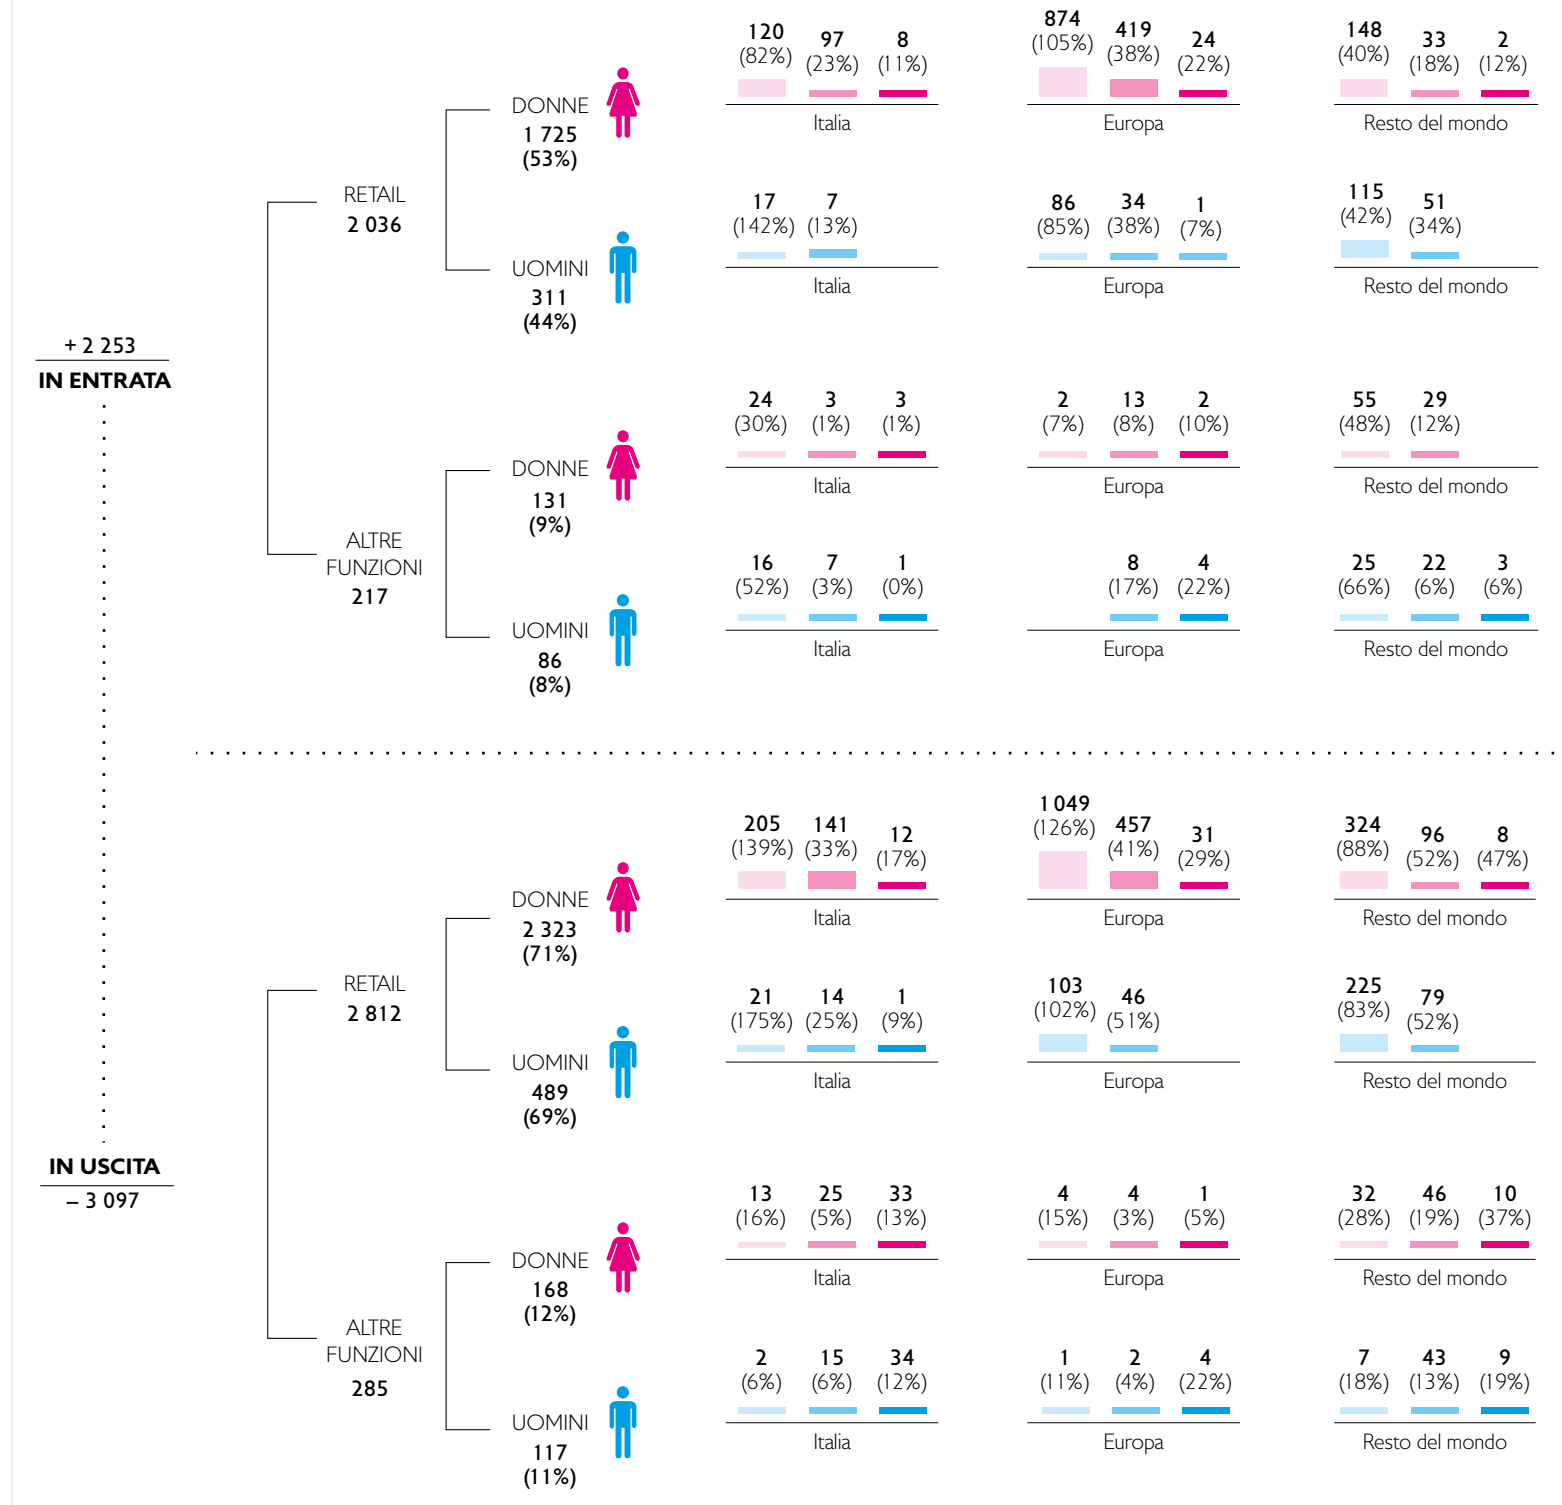 + 2 253
IN ENTRATA
RETAIL
2 036
DONNE
1 725
(53%)
120 97 8
(82%) (23%) (11%)
Italia
874 419 24
(105%) (38%) (22%)
Europa
148 33 2
(40%) (18%) (12%)
Resto del mondo
UOMINI
311
(44%)
17 7
(142%) (13%)
Italia
86 34 1
(85%) (38%) (7%)
Europa
115 51
(42%) (34%)
Resto del mondo
ALTRE
FUNZIONI
217
DONNE
131
(9%)
24 3 3
(30%) (1%) (1%)
Italia
2 13 2
(7%) (8%) (10%)
Europa
55 29
(48%) (12%)
Resto del mondo
UOMINI
86
(8%)
16 7 1
(52%) (3%) (0%)
Italia
8 4
(17%) (22%)
Europa
25 22 3
(66%) (6%) (6%)
Resto del mondo
IN USCITA
– 3 097
RETAIL
2 812
DONNE
2 323
(71%)
205 141 12
(139%) (33%) (17%)
Italia
1 049 457 31
(126%) (41%) (29%)
Europa
324 96 8
(88%) (52%) (47%)
Resto del mondo
UOMINI
489
(69%)
21 14 1
(175%) (25%) (9%)
Italia
103 46
(102%) (51%)
Europa
225 79
(83%) (52%)
Resto del mondo
ALTRE
FUNZIONI
285
DONNE
168
(12%)
13 25 33
(16%) (5%) (13%)
Italia
4 4 1
(15%) (3%) (5%)
Europa
32 46 10
(28%) (19%) (37%)
Resto del mondo
UOMINI
117
(11%)
2 15 34
(6%) (6%) (12%)
Italia
1 2 4
(11%) (4%) (22%)
Europa
7 43 9
(18%) (13%) (19%)
Resto del mondo